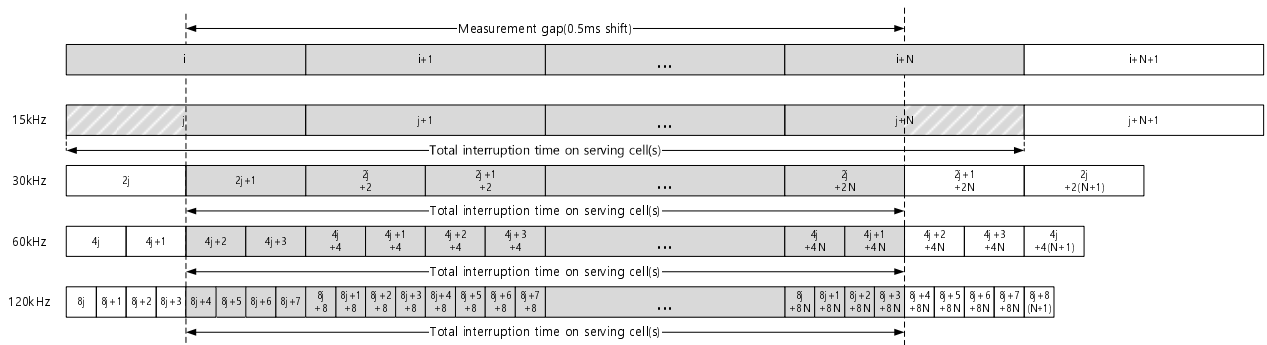 Measurement gap(0.5ms shift)
i i+1 ... i+N i+N+1
15kHz j j+1 ... j+N j+N+1
Total interruption time on serving cell(s)
30kHz 2j 2j+1 2j +2 2j+1 +2 ... 2j +2N 2j+1 +2N 2j +2(N+1)
Total interruption time on serving cell(s)
60kHz 4j 4j+1 4j+2 4j+3 4j +4 4j+1 +4 4j+2 +4 4j+3 +4 ... 4j +4N 4j+1 +4N 4j+2 +4N 4j+3 +4N 4j +4(N+1)
Total interruption time on serving cell(s)
120kHz 8j 8j+1 8j+2 8j+3 8j+4 8j+5 8j+6 8j+7 8j +8 8j+1 +8 8j+2 +8 8j+3 +8 8j+4 +8 8j+5 +8 8j+6 +8 8j+7 +8 ... 8j +8N 8j+1 +8N 8j+2 +8N 8j+3 +8N 8j+4 +8N 8j+5 +8N 8j+6 +8N 8j+7 +8N 8j+8 (N+1)
Total interruption time on serving cell(s)